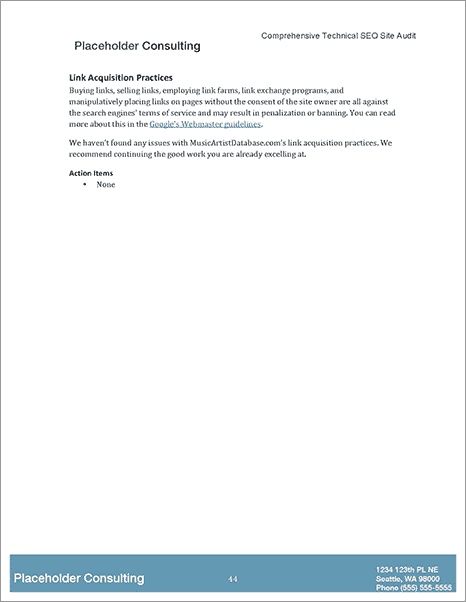 Comprehensive Technical SEO Site Audit
Placeholder Consulting
Link Acquisition Practices
Buying links, selling links, employing link farms, link exchange programs, and
manipulatively placing links on pages without the consent of the site owner are all against
the search engines' terms of service and may result in penalization or banning. You can read
more about this in the Google's Webmaster guidelines.
We haven't found any issues with MusicArtistDatabase.com's link acquisition practices. We
recommend continuing the good work you are already excelling at.
Action Items
• None
Placeholder Consulting
44
1234 123th PL NE
Seattle, WA 98000
Phone (555) 555-5555